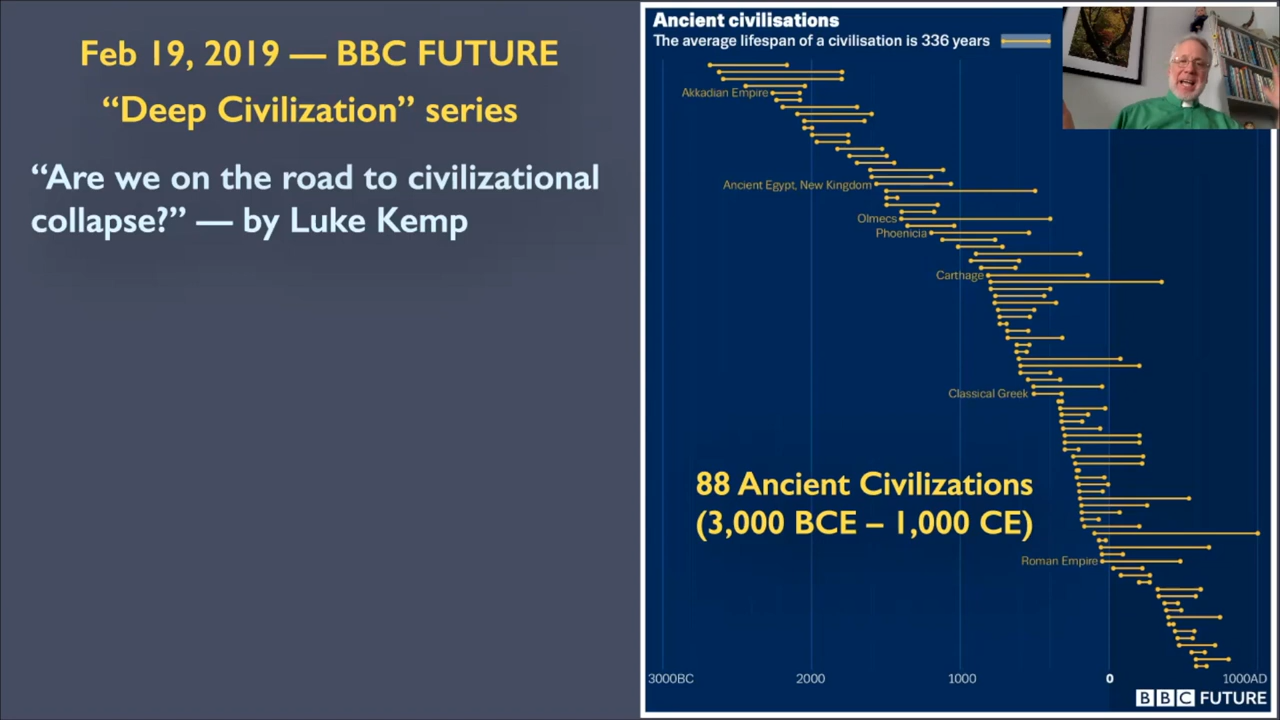 Feb 19, 2019 — BBC FUTURE
“Deep Civilization” series
“Are we on the road to civilizational
collapse?” — by Luke Kemp
Ancient civilisations
The average lifespan of a civilisation is 336 years
Akkadian Empire
Ancient Egypt, New Kingdom
Olmecs
Phoenicia
Carthage
Classical Greek
88 Ancient Civilizations
(3,000 BCE – 1,000 CE)
Roman Empire
3000BC 2000 1000 0 1000AD
BBC FUTURE